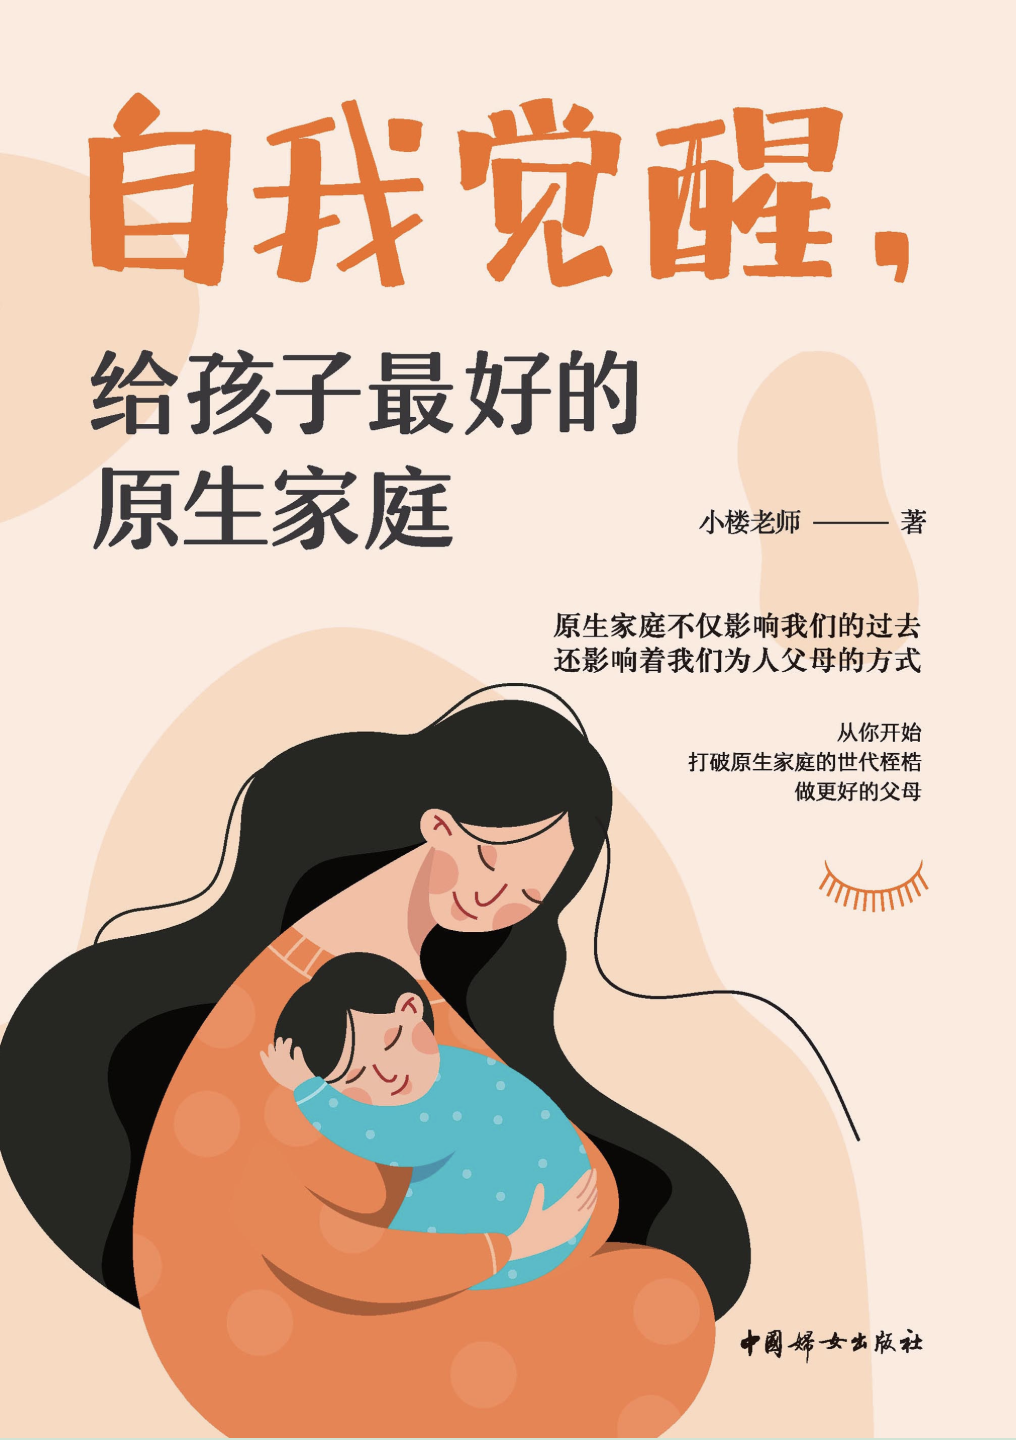 自我觉醒，
给孩子最好的
原生家庭
小楼老师 —— 著
原生家庭不仅影响我们的过去
还影响着我们为人父母的方式
从你开始
打破原生家庭的世代桎梏
做更好的父母
中国妇女出版社